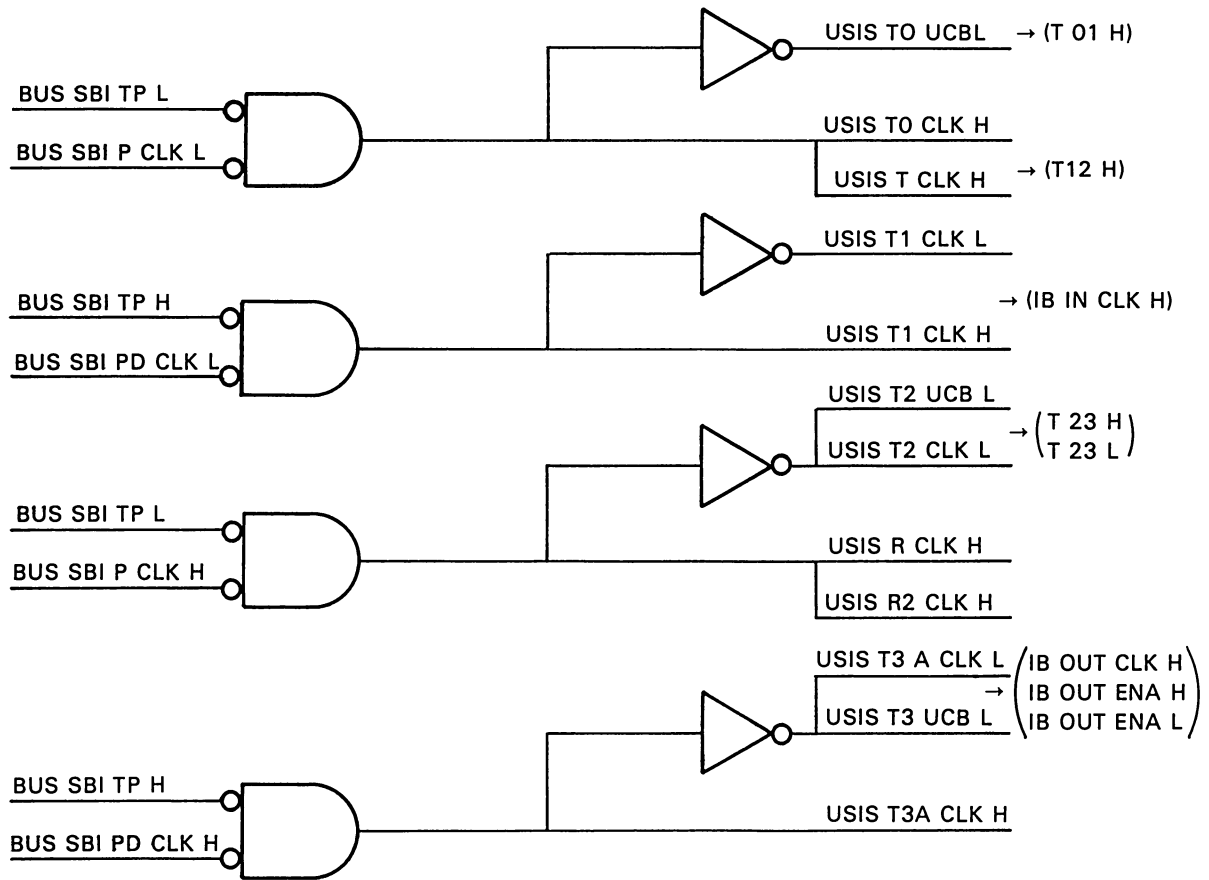 USIS TO UCBL → (T 01 H)
BUS SBI TP L
BUS SBI P CLK L
USIS T0 CLK H
USIS T CLK H → (T12 H)
USIS T1 CLK L
BUS SBI TP H
→ (IB IN CLK H)
BUS SBI PD CLK L
USIS T1 CLK H
USIS T2 UCB L
→ (T 23 H
T 23 L)
USIS T2 CLK L
BUS SBI TP L
BUS SBI P CLK H
USIS R CLK H
USIS R2 CLK H
USIS T3 A CLK L
→ (IB OUT CLK H
IB OUT ENA H
IB OUT ENA L)
USIS T3 UCB L
BUS SBI TP H
BUS SBI PD CLK H
USIS T3A CLK H